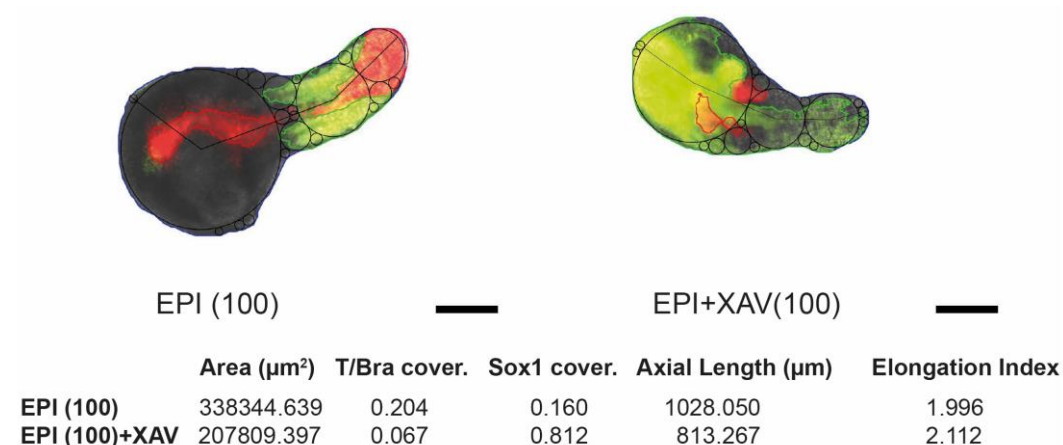 EPI (100) EPI+XAV(100)
Area (µm²) T/Bra cover. Sox1 cover. Axial Length (µm) Elongation Index
EPI (100) 338344.639 0.204 0.160 1028.050 1.996
EPI (100)+XAV 207809.397 0.067 0.812 813.267 2.112